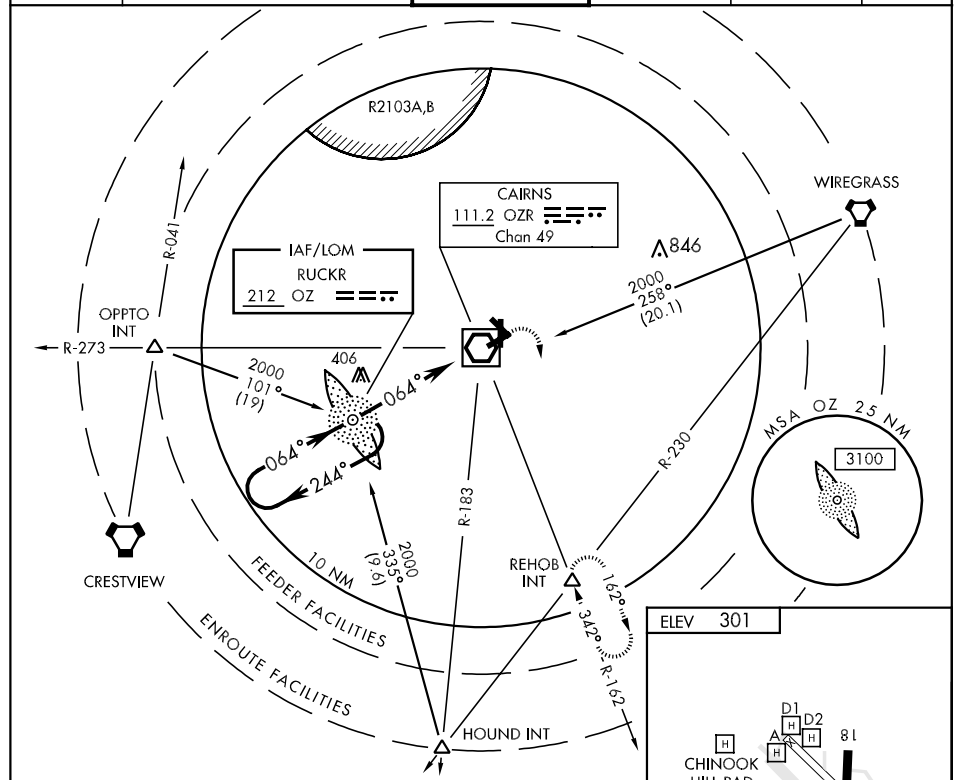 R2103A,B
CAIRNS
111.2 OZR
Chan 49
WIREGRASS
846
R-041
IAF/LOM
RUCKR
212 OZ
2000
258°
(20.1)
OPPTO
INT
R-273
406
2000
101°
(19)
064°
064°
244°
MSA OZ 25 NM
3100
R-230
R-183
CRESTVIEW
10 NM
2000
335°
(9.6)
REHOB
INT
162°
342°
R-162
FEEDER FACILITIES
ENROUTE FACILITIES
HOUND INT
ELEV 301
D1
D2
A
H
H
H
H
18
CHINOOK